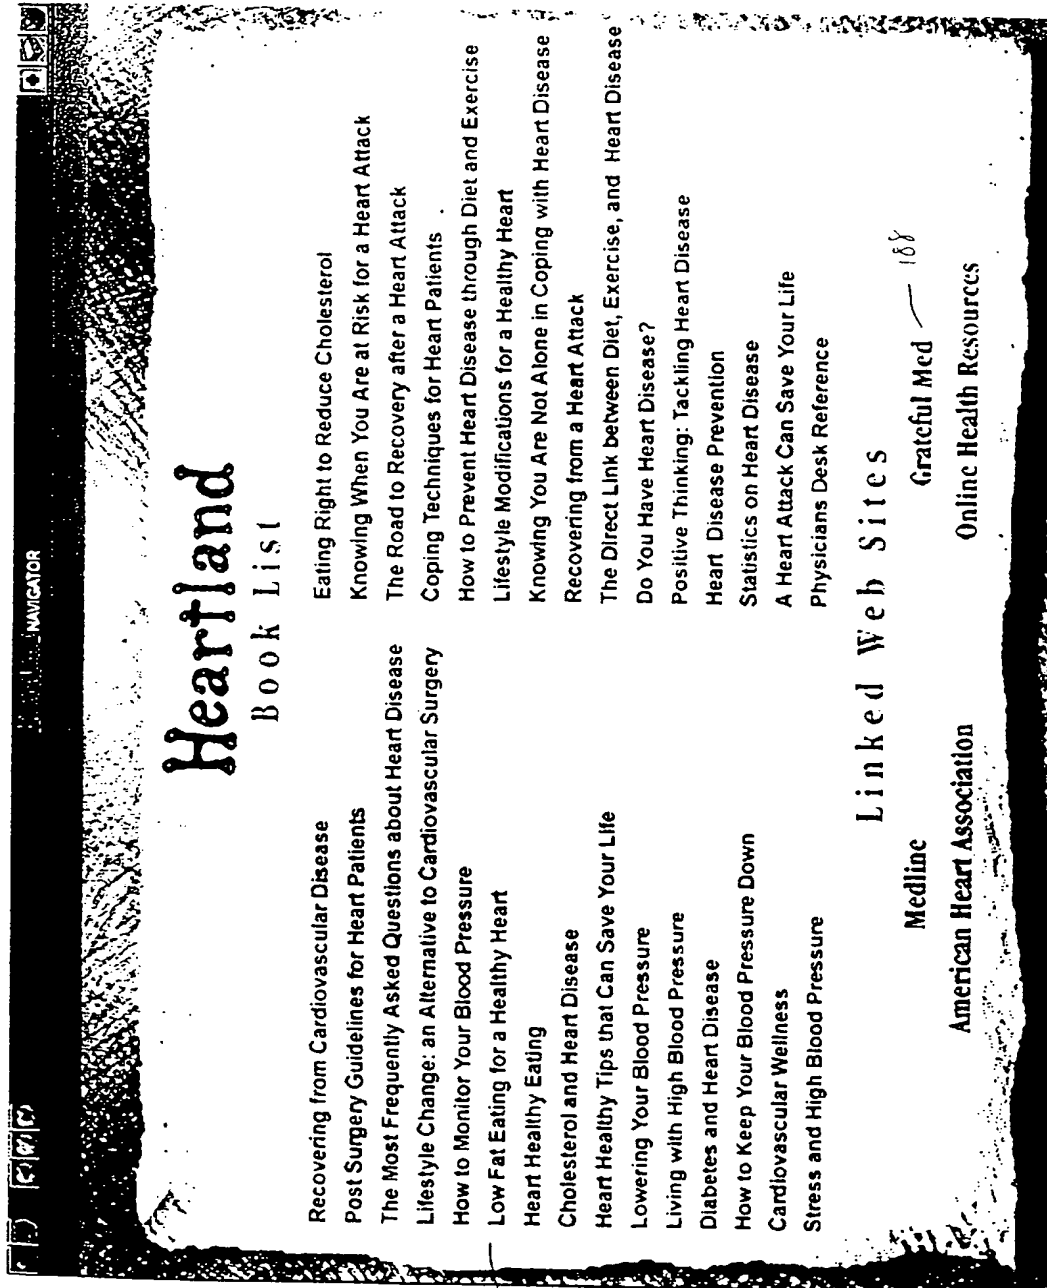 NAVIGATOR
Heartland
Book List
Recovering from Cardiovascular Disease
Post Surgery Guidelines for Heart Patients
The Most Frequently Asked Questions about Heart Disease
Lifestyle Change: an Alternative to Cardiovascular Surgery
How to Monitor Your Blood Pressure
Low Fat Eating for a Healthy Heart
Heart Healthy Eating
Cholesterol and Heart Disease
Heart Healthy Tips that Can Save Your Life
Lowering Your Blood Pressure
Living with High Blood Pressure
Diabetes and Heart Disease
How to Keep Your Blood Pressure Down
Cardiovascular Wellness
Stress and High Blood Pressure
Eating Right to Reduce Cholesterol
Knowing When You Are at Risk for a Heart Attack
The Road to Recovery after a Heart Attack
Coping Techniques for Heart Patients
How to Prevent Heart Disease through Diet and Exercise
Lifestyle Modifications for a Healthy Heart
Knowing You Are Not Alone in Coping with Heart Disease
Recovering from a Heart Attack
The Direct Link between Diet, Exercise, and Heart Disease
Do You Have Heart Disease?
Positive Thinking: Tackling Heart Disease
Heart Disease Prevention
Statistics on Heart Disease
A Heart Attack Can Save Your Life
Physicians Desk Reference
Linked Web Sites
Medline
Grateful Med
188
American Heart Association
Online Health Resources